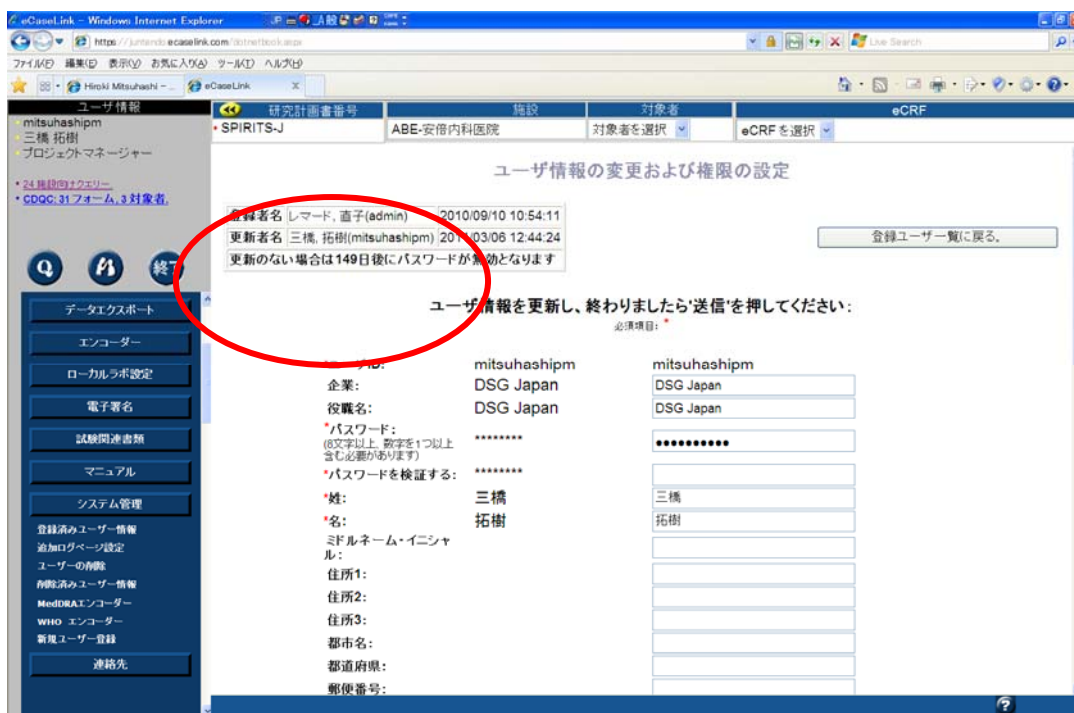 eCaseLink - Windows Internet Explorer
JP A般
https://juntendo.ecaselink.com/dotnetbook.aspx
Live Search
ファイル(F) 編集(E) 表示(V) お気に入り(A) ツール(T) ヘルプ(H)
Hiroki Mitsuhashi - ... eCaseLink X
ユーザ情報 研究計画書番号 施設 対象者 eCRF
mitsuhashipm
三橋 拓樹
プロジェクトマネージャー
SPIRITS-J ABE-安倍内科医院 対象者を選択 eCRF を選択
24 施設向けクエリー
CDQC: 31 フォーム, 3 対象者.
Q 終了
データエクスポート
エンコーダー
ローカルラボ設定
電子署名
試験関連書類
マニュアル
システム管理
登録済みユーザー情報
追加ログページ設定
ユーザーの削除
削除済みユーザー情報
MedDRAエンコーダー
WHO エンコーダー
新規ユーザー登録
連絡先
ユーザ情報の変更および権限の設定
登録者名 レマード, 直子(admin) 2010/09/10 10:54:11
更新者名 三橋, 拓樹(mitsuhashipm) /03/06 12:44:24
更新のない場合は149日後にパスワードが無効となります
登録ユーザー一覧に戻る。
ユーザ情報を更新し、終わりましたら'送信'を押してください:
必須項目: *
ID: mitsuhashipm mitsuhashipm
企業: DSG Japan DSG Japan
役職名: DSG Japan DSG Japan
*パスワード: ******** ●●●●●●●●●●
(8文字以上, 数字を1つ以上
含む必要があります)
*パスワードを検証する: ********
*姓: 三橋 三橋
*名: 拓樹 拓樹
ミドルネーム・イニシャ
ル:
住所1:
住所2:
住所3:
都市名:
都道府県:
郵便番号:
?